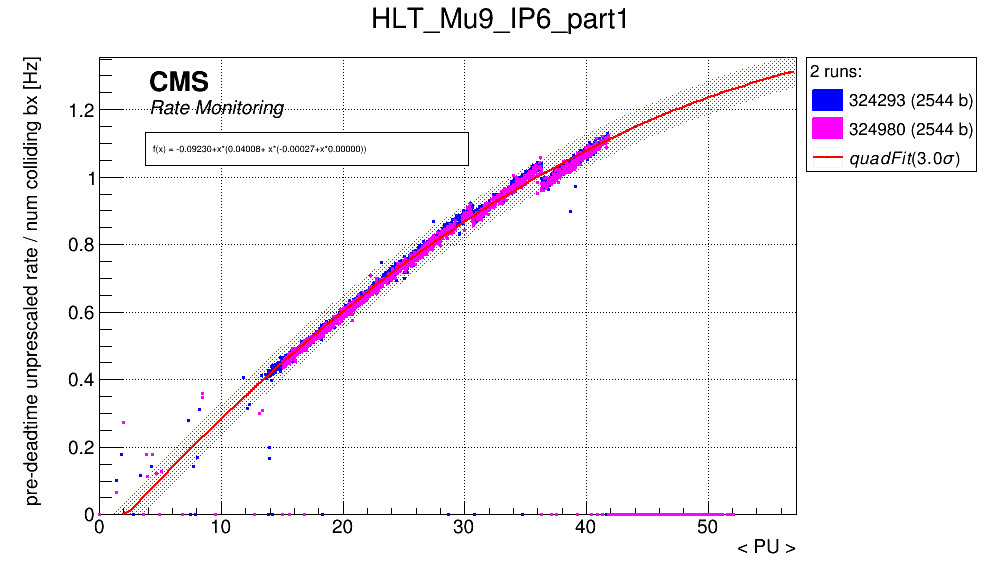 HLT_Mu9_IP6_part1
pre-deadtime unprescaled rate / num colliding bx [Hz]
CMS
Rate Monitoring
f(x) = -0.09230+x*(0.04008+ x*(-0.00027+x*0.00000))
2 runs:
324293 (2544 b)
324980 (2544 b)
quadFit(3.0σ)
1.2
1
0.8
0.6
0.4
0.2
0
0 10 20 30 40 50
< PU >